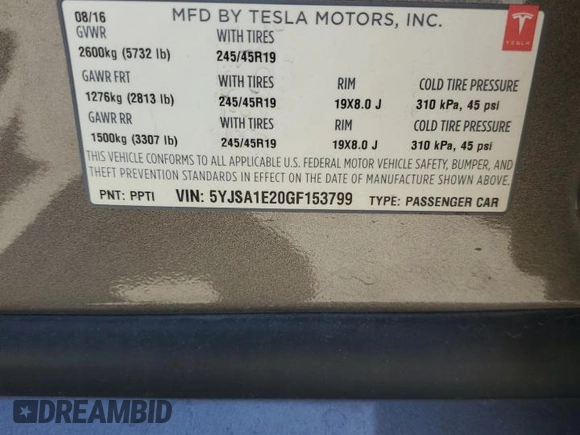 08/16 MFD BY TESLA MOTORS, INC. TESLA
GVWR WITH TIRES
2600kg (5732 lb) 245/45R19
GAWR FRT WITH TIRES RIM COLD TIRE PRESSURE
1276kg (2813 lb) 245/45R19 19X8.0 J 310 kPa, 45 psi
GAWR RR WITH TIRES RIM COLD TIRE PRESSURE
1500kg (3307 lb) 245/45R19 19X8.0 J 310 kPa, 45 psi
THIS VEHICLE CONFORMS TO ALL APPLICABLE U.S. FEDERAL MOTOR VEHICLE SAFETY, BUMPER, AND
THEFT PREVENTION STANDARDS IN EFFECT ON THE DATE OF MANUFACTURE SHOWN ABOVE.
PNT: PPTI VIN: 5YJSA1E20GF153799 TYPE: PASSENGER CAR
DREAMBID